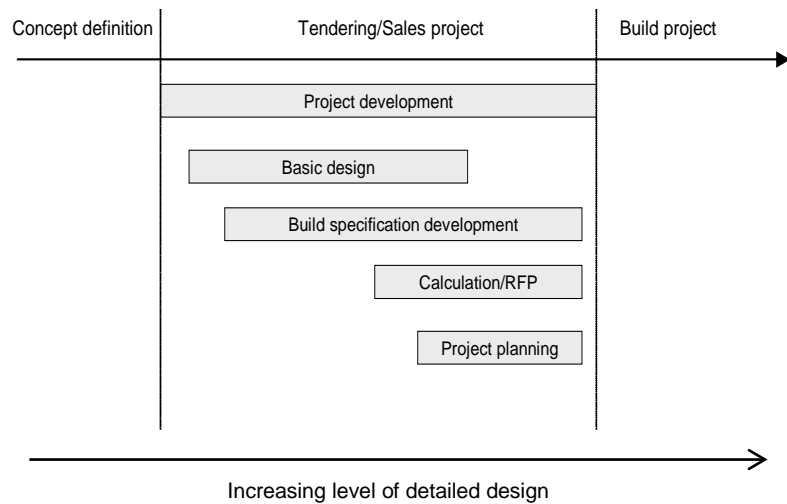 Concept definition
Tendering/Sales project
Build project
Project development
Basic design
Build specification development
Calculation/RFP
Project planning
Increasing level of detailed design